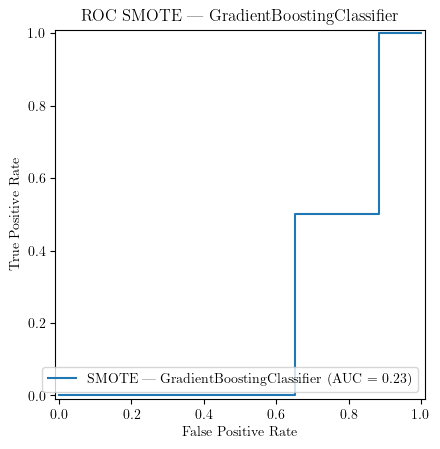 ROC SMOTE — GradientBoostingClassifier
1.0
0.8
0.6
0.4
0.2
0.0
True Positive Rate
SMOTE — GradientBoostingClassifier (AUC = 0.23)
0.0 0.2 0.4 0.6 0.8 1.0
False Positive Rate